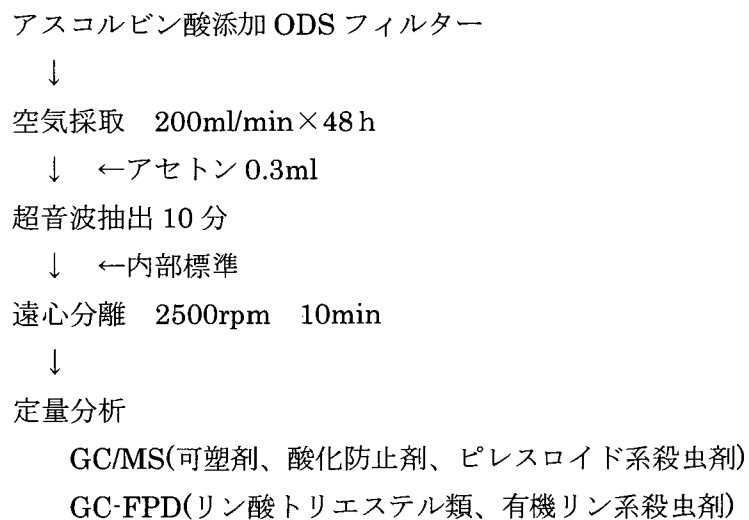 アスコルビン酸添加 ODS フィルター
↓
空気採取　200ml/min×48 h
↓　←アセトン 0.3ml
超音波抽出 10 分
↓　←内部標準
遠心分離　2500rpm　10min
↓
定量分析
GC/MS(可塑剤、酸化防止剤、ピレスロイド系殺虫剤)
GC-FPD(リン酸トリエステル類、有機リン系殺虫剤)